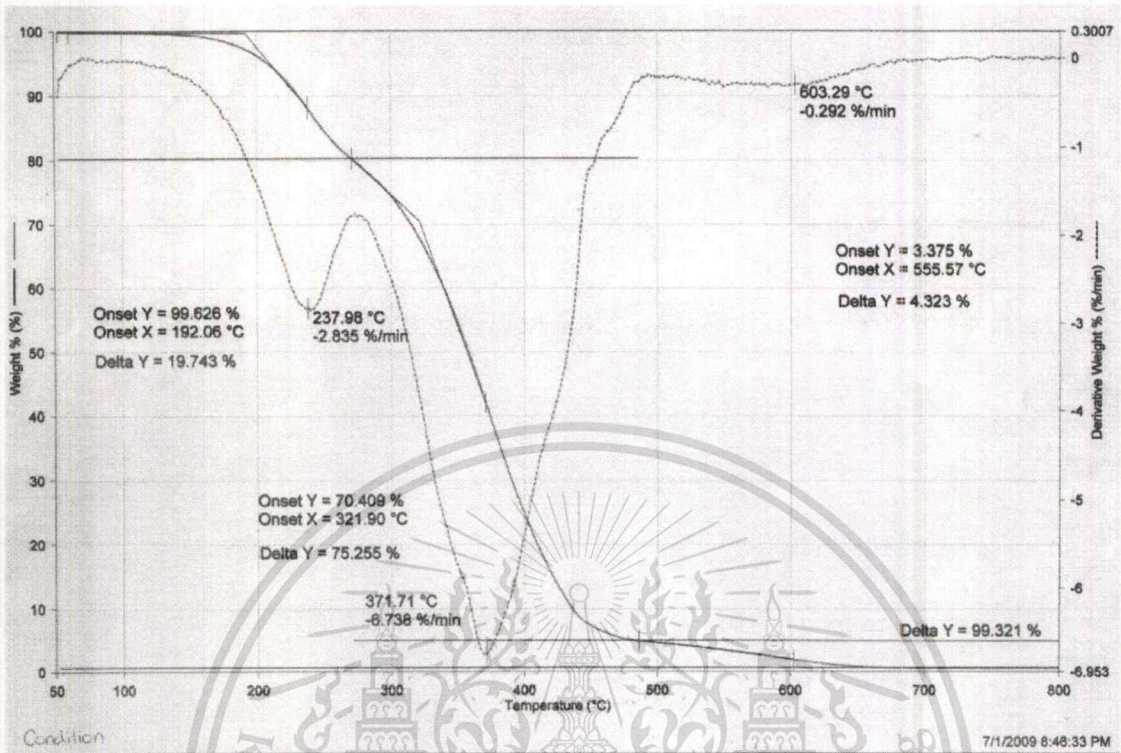 100
90
80
70
60
50
40
30
20
10
0
Weight % (%)
0.3007
0
-1
-2
-3
-4
-5
-6
-6.953
Derivative Weight % (%/min)
603.29 °C
-0.292 %/min
Onset Y = 3.375 %
Onset X = 555.57 °C
Delta Y = 4.323 %
Onset Y = 99.626 %
Onset X = 192.06 °C
Delta Y = 19.743 %
237.98 °C
-2.835 %/min
Onset Y = 70.409 %
Onset X = 321.90 °C
Delta Y = 75.255 %
371.71 °C
-6.738 %/min
Delta Y = 99.321 %
50 100 200 300 400 500 600 700 800
Temperature (°C)
Condition
7/1/2009 8:46:33 PM